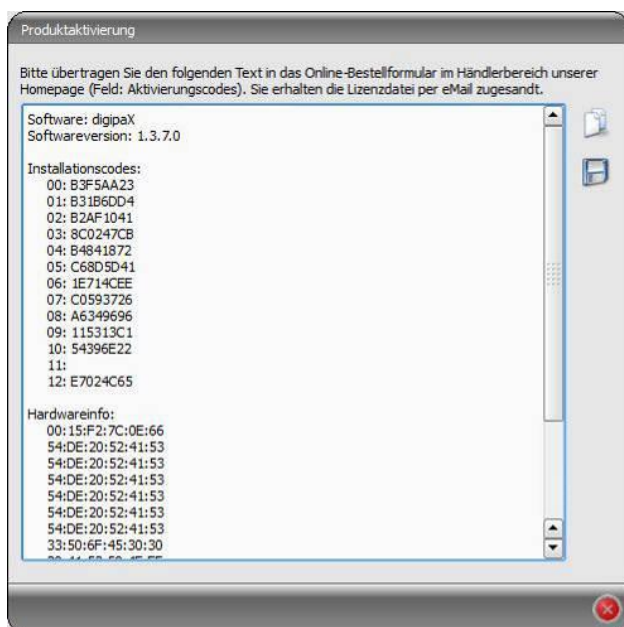 Produktaktivierung
Bitte übertragen Sie den folgenden Text in das Online-Bestellformular im Händlerbereich unserer
Homepage (Feld: Aktivierungscodes). Sie erhalten die Lizenzdatei per eMail zugesandt.
Software: digipaX
Softwareversion: 1.3.7.0
Installationscodes:
00: B3F5AA23
01: B31B6DD4
02: B2AF1041
03: 8C0247CB
04: B4841872
05: C68D5D41
06: 1E714CEE
07: C0593726
08: A6349696
09: 115313C1
10: 54396E22
11:
12: E7024C65
Hardwareinfo:
00:15:F2:7C:0E:66
54:DE:20:52:41:53
54:DE:20:52:41:53
54:DE:20:52:41:53
54:DE:20:52:41:53
54:DE:20:52:41:53
54:DE:20:52:41:53
33:50:6F:45:30:30